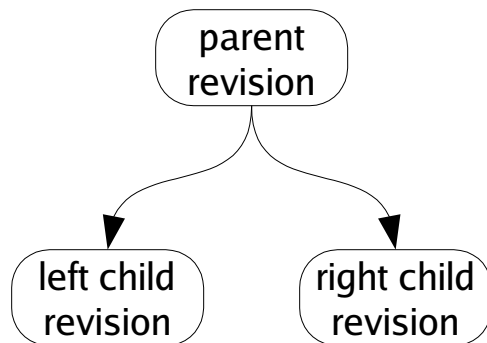 parent
revision
left child
revision
right child
revision